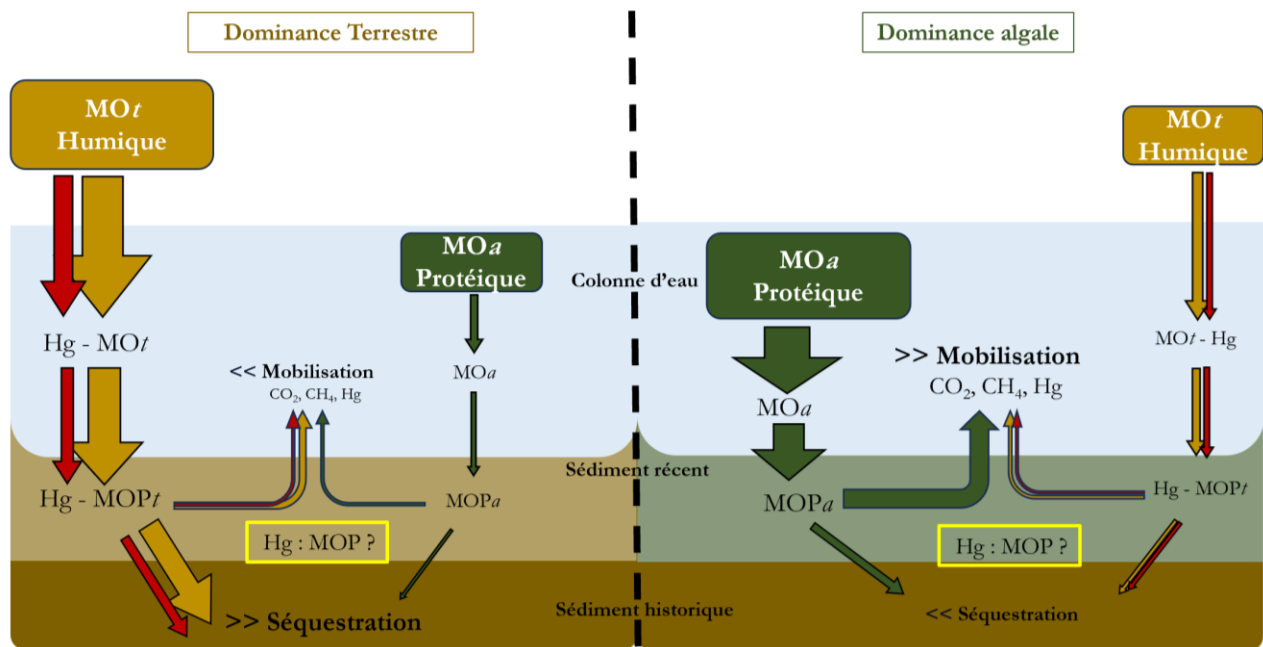 Dominance Terrestre
MOt
Humique
MOa
Protéique
Hg - MOt
MOa
<< Mobilisation
CO₂, CH₄, Hg
Hg - MOPt
MOPa
Hg : MOP ?
>> Séquestration
Colonne d'eau
Sédiment récent
Sédiment historique
Dominance algale
MOt
Humique
MOa
Protéique
MOt - Hg
>> Mobilisation
CO₂, CH₄, Hg
MOa
MOPa
Hg - MOPt
Hg : MOP ?
<< Séquestration